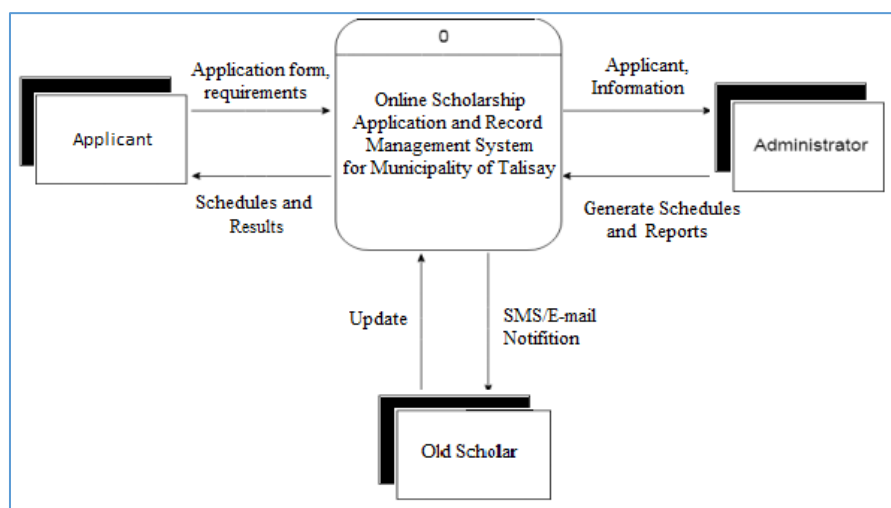 0
Application form,
requirements
Applicant
Online Scholarship
Application and Record
Management System
for Municipality of Talisay
Applicant,
Information
Administrator
Schedules and
Results
Generate Schedules
and Reports
Update
SMS/E-mail
Notifition
Old Scholar